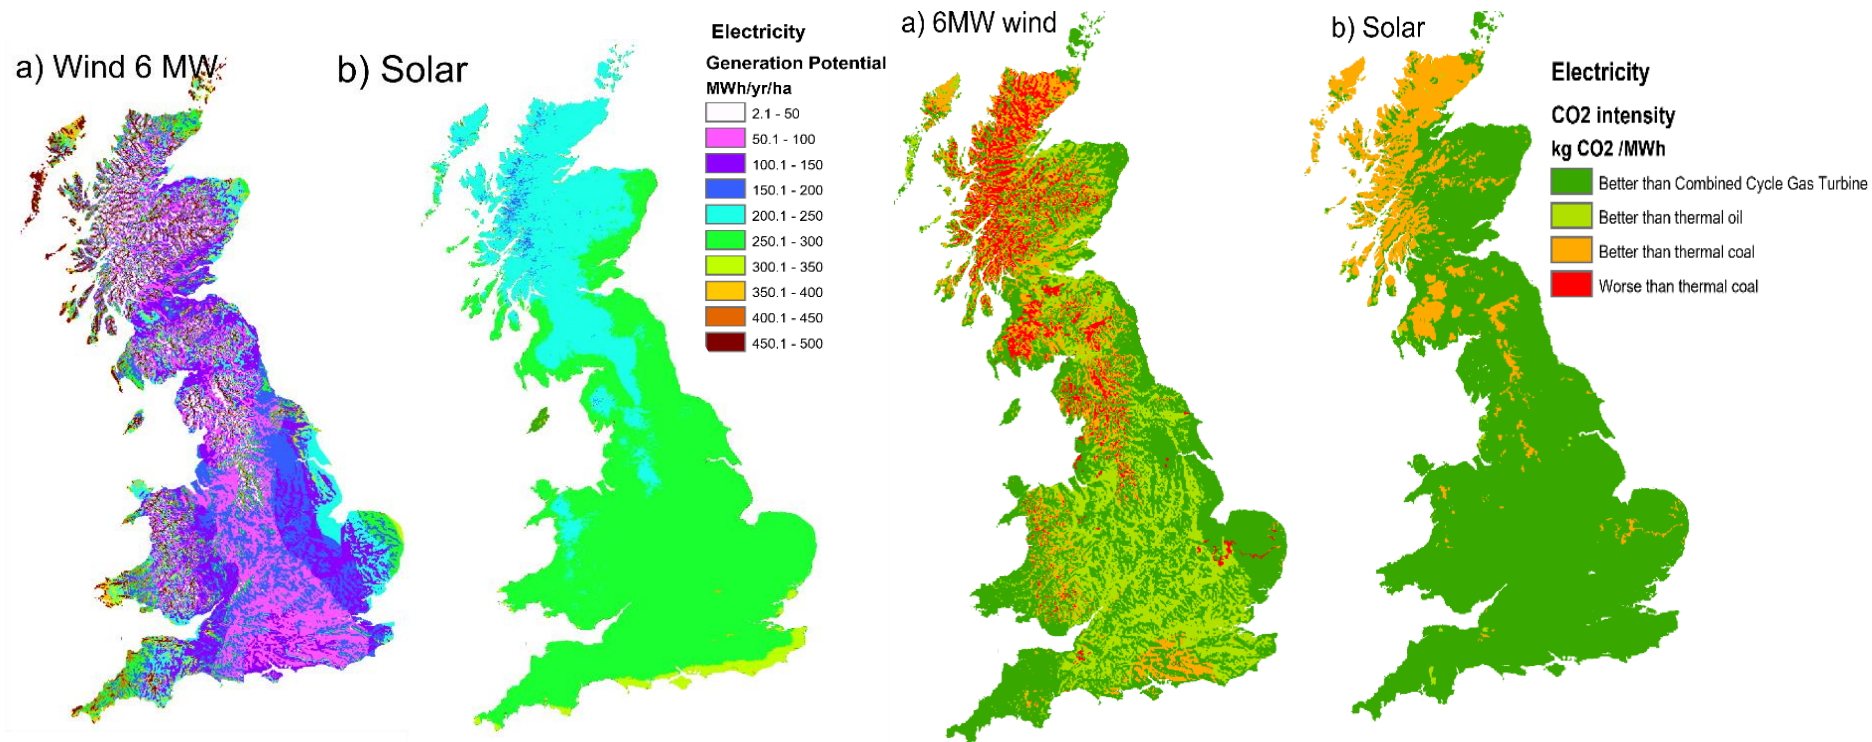 a) Wind 6 MW
b) Solar
Electricity
Generation Potential
MWh/yr/ha
2.1 - 50
50.1 - 100
100.1 - 150
150.1 - 200
200.1 - 250
250.1 - 300
300.1 - 350
350.1 - 400
400.1 - 450
450.1 - 500
a) 6MW wind
b) Solar
Electricity
CO2 intensity
kg CO2 /MWh
Better than Combined Cycle Gas Turbine
Better than thermal oil
Better than thermal coal
Worse than thermal coal